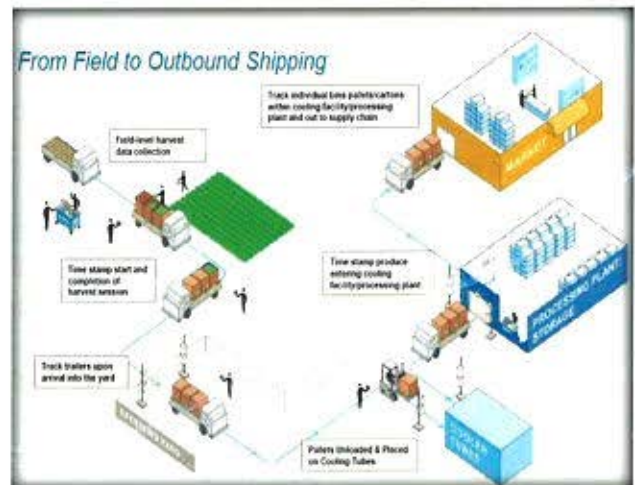 From Field to Outbound Shipping
Track individual bins pallets/cartons
within cooling facility/processing
plant and out to supply chain
Field-level harvest
data collection
MARKET
Time stamp start and
completion of
harvest session
Time stamp produce
entering cooling
facility/processing plant
PROCESSING PLANT/
STORAGE
Track trailers upon
arrival into the yard
Pallets Unloaded & Placed
on Cooling Tubes
COOLER
TUBES